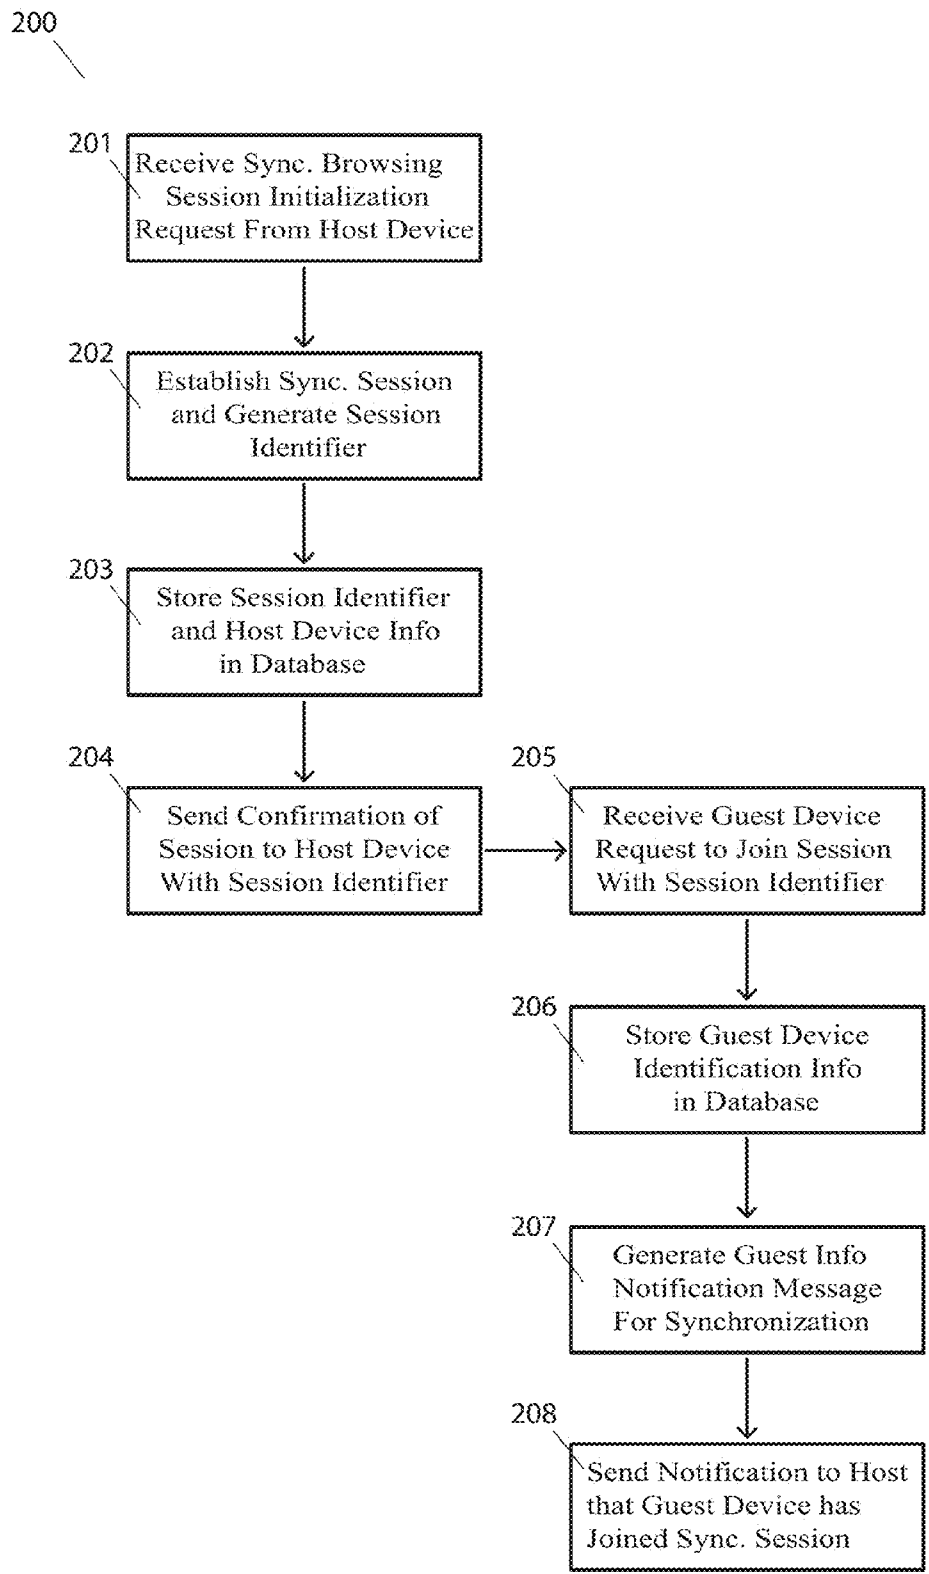 200
201
Receive Sync. Browsing
Session Initialization
Request From Host Device
202
Establish Sync. Session
and Generate Session
Identifier
203
Store Session Identifier
and Host Device Info
in Database
204
Send Confirmation of
Session to Host Device
With Session Identifier
205
Receive Guest Device
Request to Join Session
With Session Identifier
206
Store Guest Device
Identification Info
in Database
207
Generate Guest Info
Notification Message
For Synchronization
208
Send Notification to Host
that Guest Device has
Joined Sync. Session